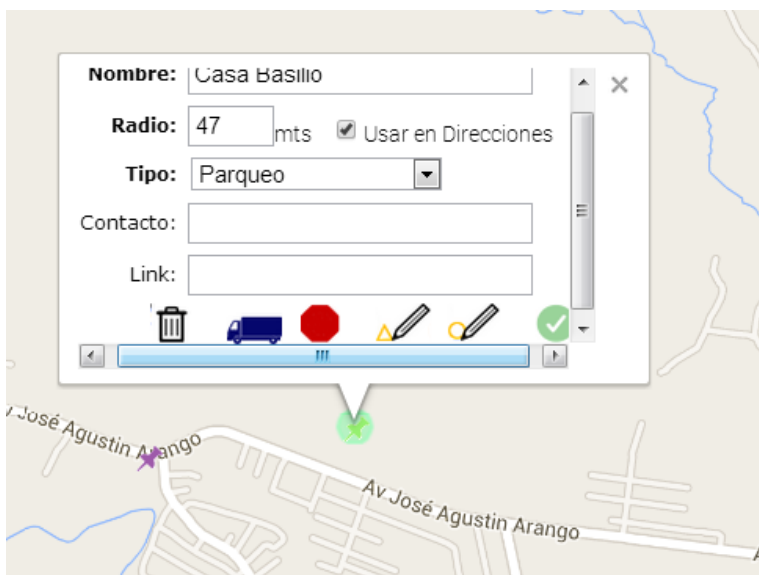 Nombre: Casa Basilio
Radio: 47 mts Usar en Direcciones
Tipo: Parqueo
Contacto:
Link:
Av José Agustin Arango
Av José Agustin Arango
A